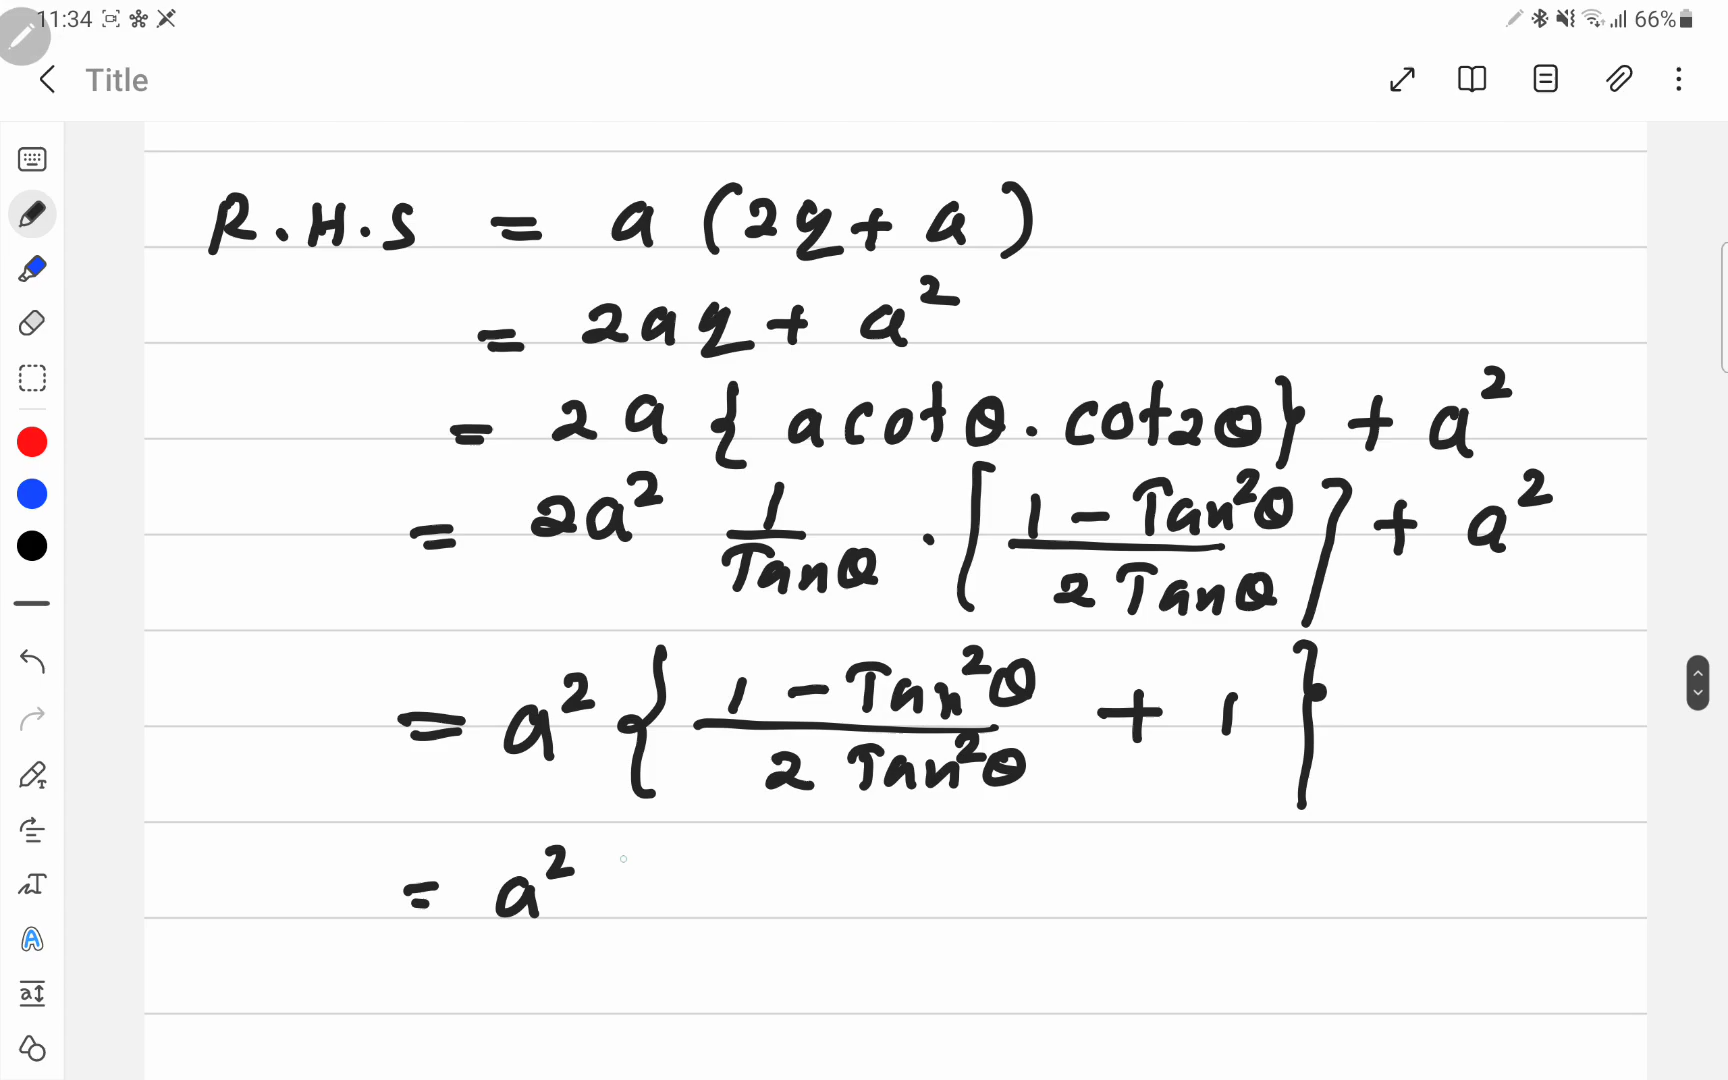 11:34 66%
Title
R.H.S = a (2y + a)
= 2ay + a²
= 2a { a cotθ . cot2θ } + a²
= 2a² 1/Tanθ . [ 1 - Tan²θ / 2 Tanθ ] + a²
= a² { 1 - Tan²θ / 2 Tan²θ + 1 }
= a²